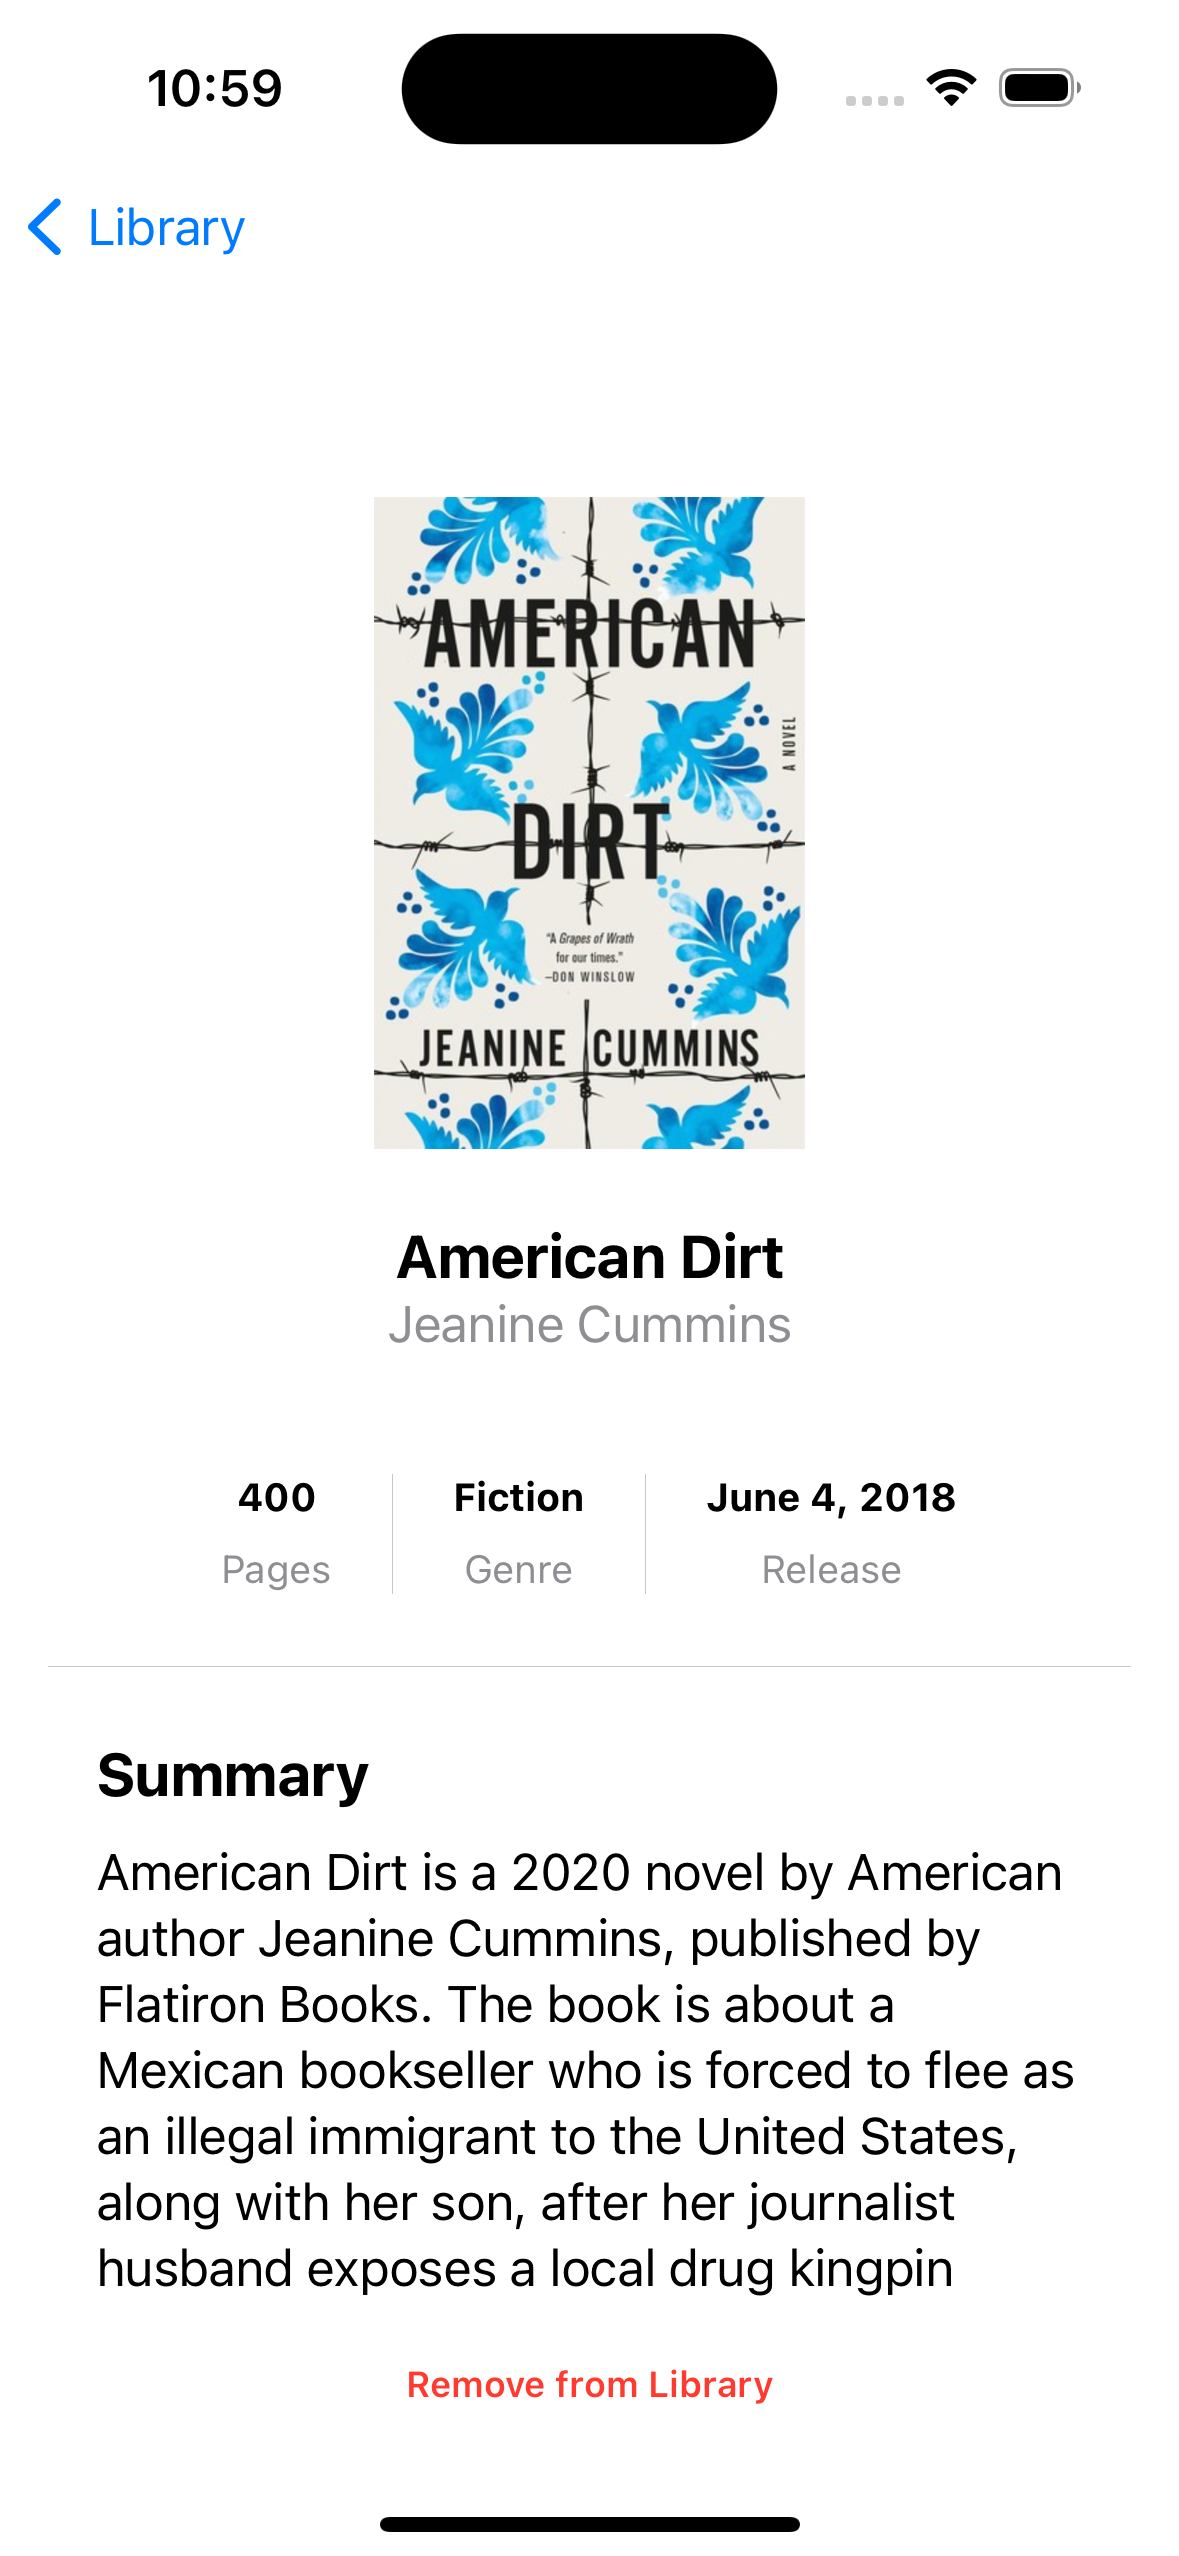 10:59
Library
AMERICAN
A NOVEL
DIRT
“A Grapes of Wrath
for our times.”
—DON WINSLOW
JEANINE CUMMINS
American Dirt
Jeanine Cummins
400 Fiction June 4, 2018
Pages Genre Release
Summary
American Dirt is a 2020 novel by American
author Jeanine Cummins, published by
Flatiron Books. The book is about a
Mexican bookseller who is forced to flee as
an illegal immigrant to the United States,
along with her son, after her journalist
husband exposes a local drug kingpin
Remove from Library